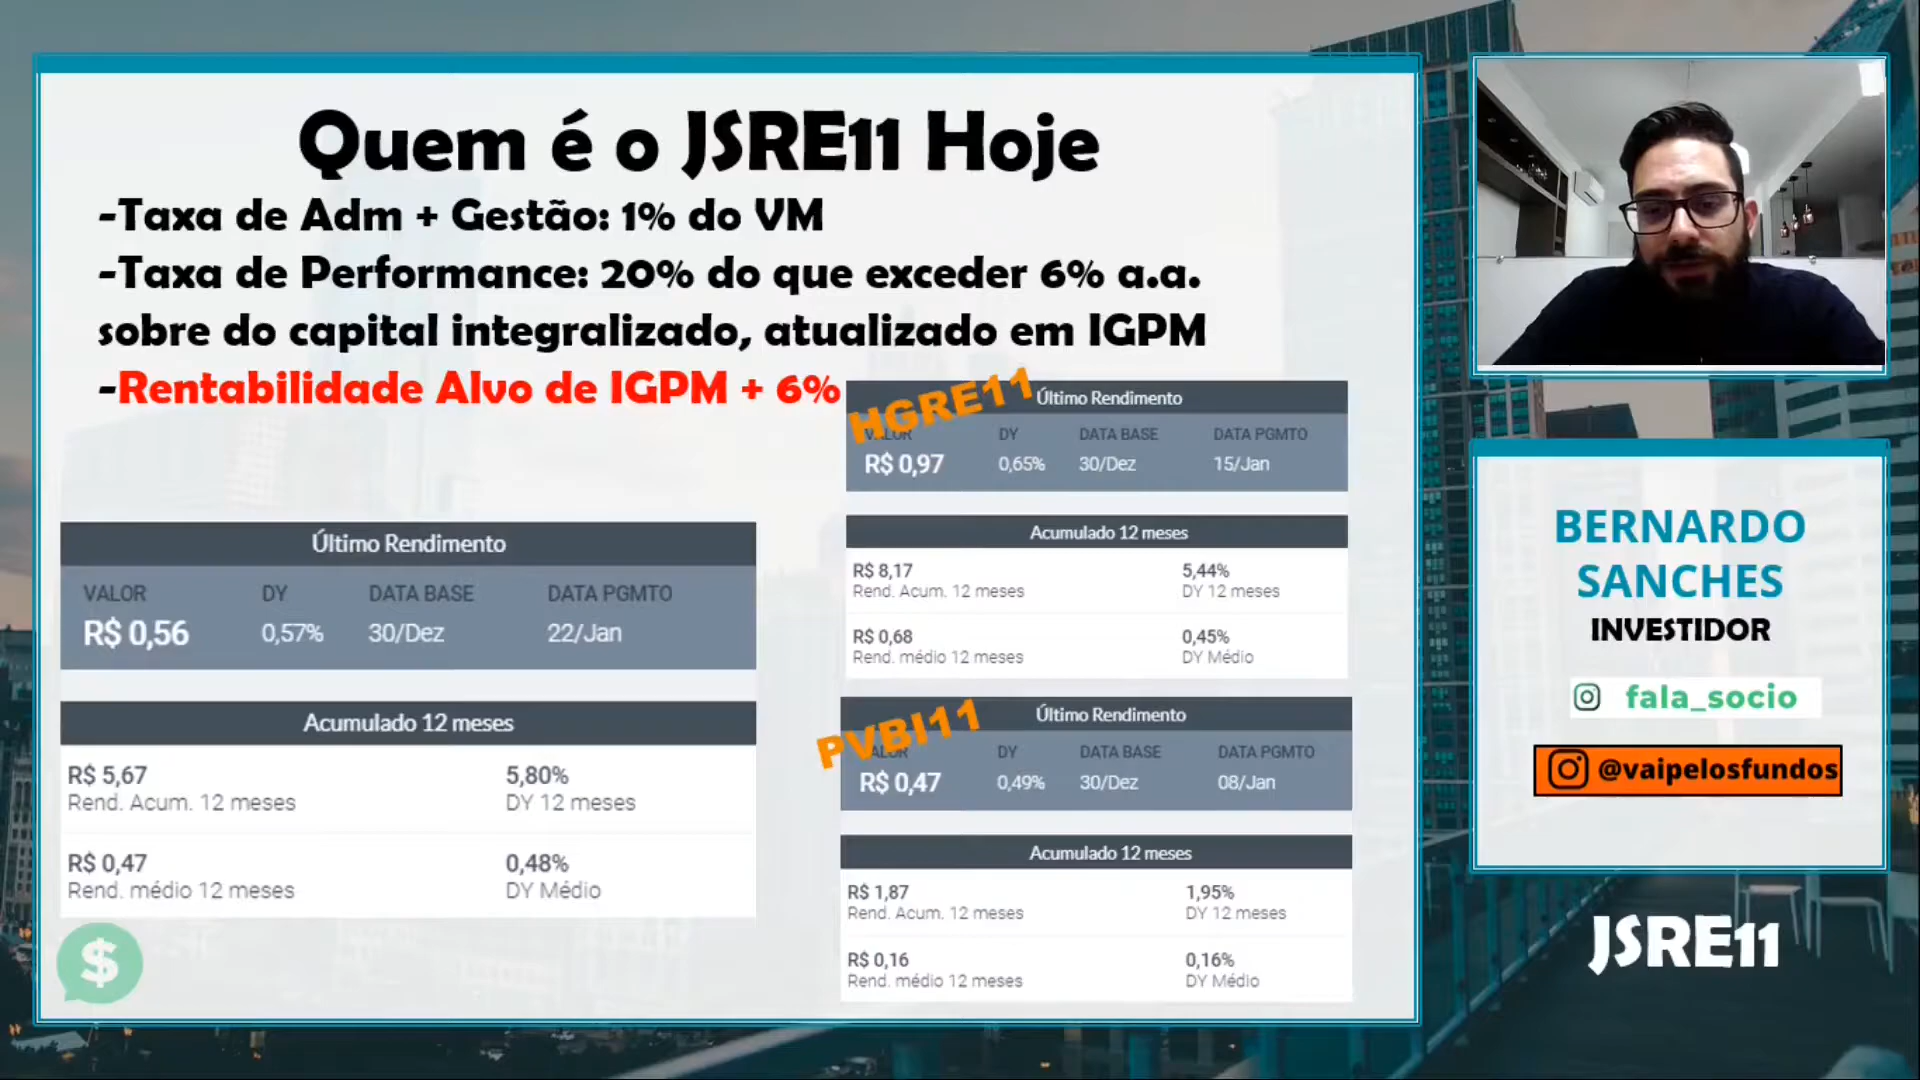 Quem é o JSRE11 Hoje
-Taxa de Adm + Gestão: 1% do VM
-Taxa de Performance: 20% do que exceder 6% a.a.
sobre do capital integralizado, atualizado em IGPM
-Rentabilidade Alvo de IGPM + 6%
Último Rendimento
VALOR DY DATA BASE DATA PGMTO
R$ 0,56 0,57% 30/Dez 22/Jan
Acumulado 12 meses
R$ 5,67 5,80%
Rend. Acum. 12 meses DY 12 meses
R$ 0,47 0,48%
Rend. médio 12 meses DY Médio
$
HGRE11
Último Rendimento
VALOR DY DATA BASE DATA PGMTO
R$ 0,97 0,65% 30/Dez 15/Jan
Acumulado 12 meses
R$ 8,17 5,44%
Rend. Acum. 12 meses DY 12 meses
R$ 0,68 0,45%
Rend. médio 12 meses DY Médio
PVBI11
Último Rendimento
VALOR DY DATA BASE DATA PGMTO
R$ 0,47 0,49% 30/Dez 08/Jan
Acumulado 12 meses
R$ 1,87 1,95%
Rend. Acum. 12 meses DY 12 meses
R$ 0,16 0,16%
Rend. médio 12 meses DY Médio
BERNARDO
SANCHES
INVESTIDOR
fala_socio
@vaipelosfundos
JSRE11